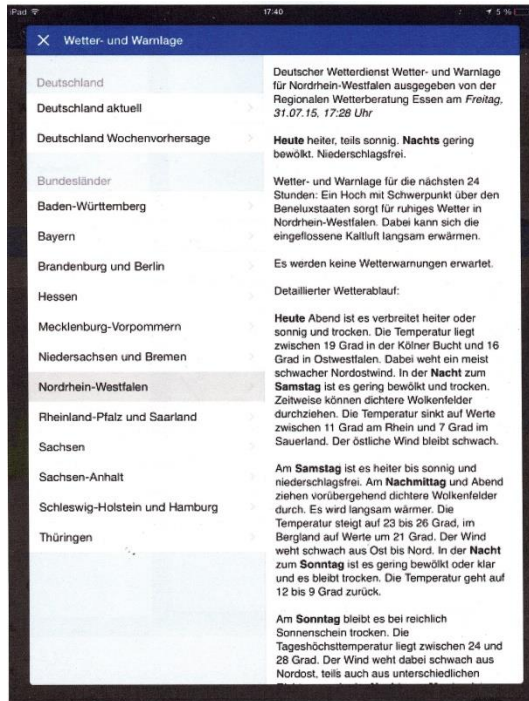 iPad 17:40 5 %
Wetter- und Warnlage
Deutschland
Deutschland aktuell
Deutschland Wochenvorhersage
Bundesländer
Baden-Württemberg
Bayern
Brandenburg und Berlin
Hessen
Mecklenburg-Vorpommern
Niedersachsen und Bremen
Nordrhein-Westfalen
Rheinland-Pfalz und Saarland
Sachsen
Sachsen-Anhalt
Schleswig-Holstein und Hamburg
Thüringen
Deutscher Wetterdienst Wetter- und Warnlage
für Nordrhein-Westfalen ausgegeben von der
Regionalen Wetterberatung Essen am Freitag,
31.07.15, 17:28 Uhr
Heute heiter, teils sonnig. Nachts gering
bewölkt. Niederschlagsfrei.
Wetter- und Warnlage für die nächsten 24
Stunden: Ein Hoch mit Schwerpunkt über den
Beneluxstaaten sorgt für ruhiges Wetter in
Nordrhein-Westfalen. Dabei kann sich die
eingeflossene Kaltluft langsam erwärmen.
Es werden keine Wetterwarnungen erwartet.
Detaillierter Wetterablauf:
Heute Abend ist es verbreitet heiter oder
sonnig und trocken. Die Temperatur liegt
zwischen 19 Grad in der Kölner Bucht und 16
Grad in Ostwestfalen. Dabei weht ein meist
schwacher Nordostwind. In der Nacht zum
Samstag ist es gering bewölkt und trocken.
Zeitweise können dichtere Wolkenfelder
durchziehen. Die Temperatur sinkt auf Werte
zwischen 11 Grad am Rhein und 7 Grad im
Sauerland. Der östliche Wind bleibt schwach.
Am Samstag ist es heiter bis sonnig und
niederschlagsfrei. Am Nachmittag und Abend
ziehen vorübergehend dichtere Wolkenfelder
durch. Es wird langsam wärmer. Die
Temperatur steigt auf 23 bis 26 Grad, im
Bergland auf Werte um 21 Grad. Der Wind
weht schwach aus Ost bis Nord. In der Nacht
zum Sonntag ist es gering bewölkt oder klar
und es bleibt trocken. Die Temperatur geht auf
12 bis 9 Grad zurück.
Am Sonntag bleibt es bei reichlich
Sonnenschein trocken. Die
Tageshöchsttemperatur liegt zwischen 24 und
28 Grad. Der Wind weht dabei schwach aus
Nordost, teils auch aus unterschiedlichen